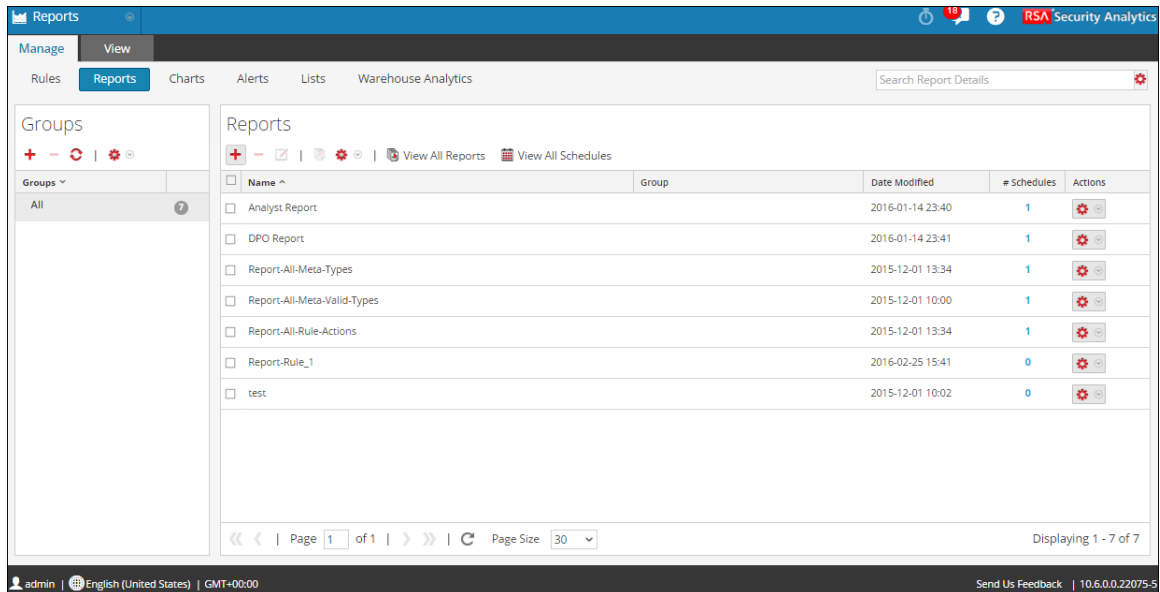 Reports
18
? RSA Security Analytics
Manage View
Rules Reports Charts Alerts Lists Warehouse Analytics Search Report Details
Groups
Reports
View All Reports View All Schedules
Groups
Name Group Date Modified # Schedules Actions
All 7
Analyst Report 2016-01-14 23:40 1
DPO Report 2016-01-14 23:41 1
Report-All-Meta-Types 2015-12-01 13:34 1
Report-All-Meta-Valid-Types 2015-12-01 10:00 1
Report-All-Rule-Actions 2015-12-01 13:34 1
Report-Rule_1 2016-02-25 15:41 0
test 2015-12-01 10:02 0
| Page 1 of 1 | | Page Size 30 Displaying 1 - 7 of 7
admin | English (United States) | GMT+00:00 Send Us Feedback | 10.6.0.0.22075-5